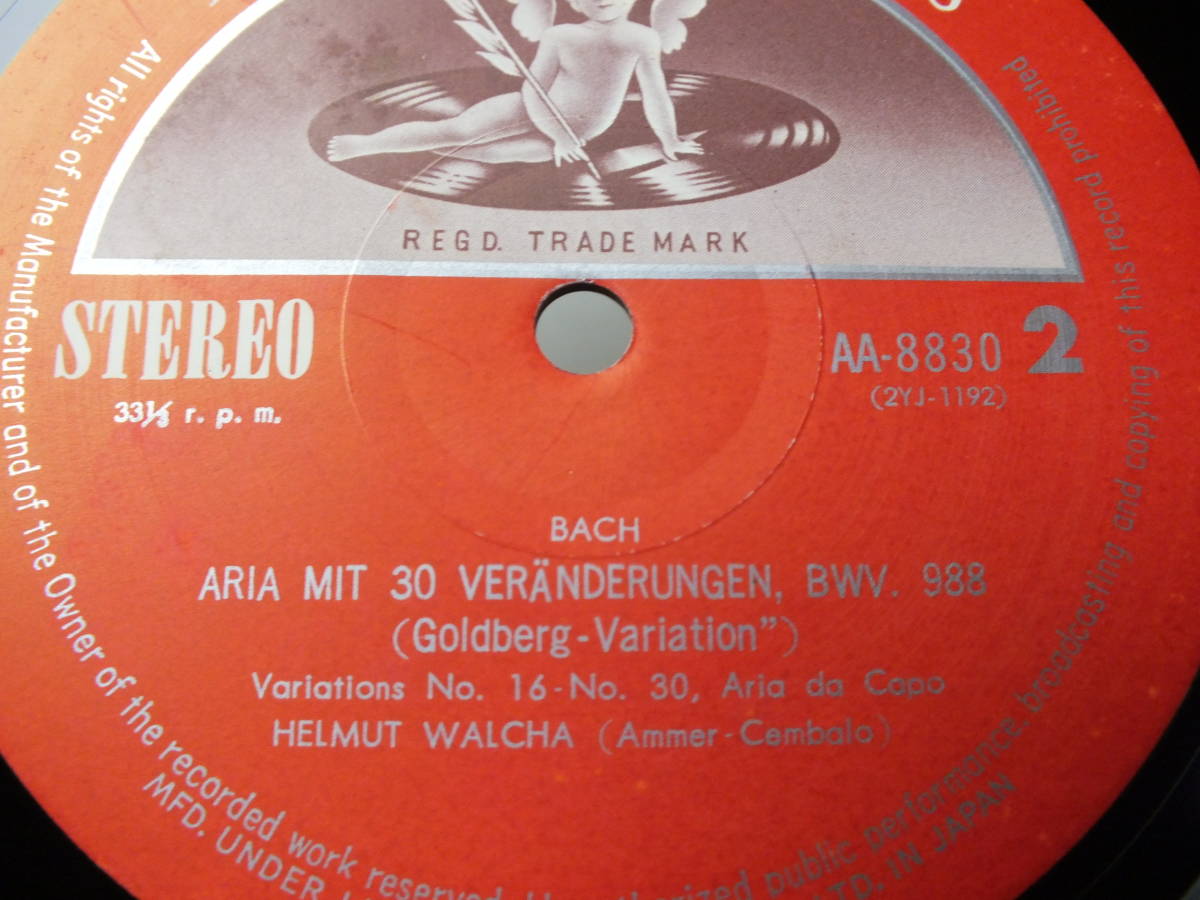 REGD. TRADE MARK
STEREO
33⅓ r. p. m.
AA-8830 2
(2YJ-1192)
BACH
ARIA MIT 30 VERÄNDERUNGEN, BWV. 988
(Goldberg-Variation”)
Variations No. 16-No. 30, Aria da Capo
HELMUT WALCHA (Ammer-Cembalo)
All rights of the Manufacturer and of the Owner of the recorded work reserved. Unauthorized public performance, broadcasting and copying of this record prohibited
MFD. UNDER LTD. IN JAPAN